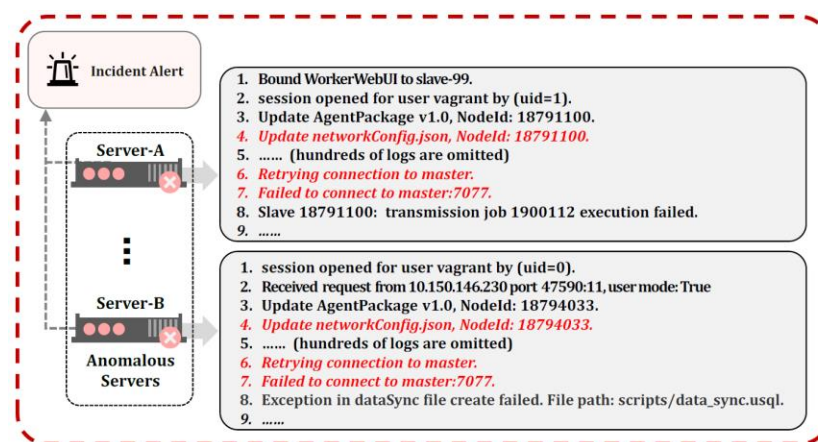 Incident Alert
Server-A
Server-B
Anomalous
Servers
1. Bound WorkerWebUI to slave-99.
2. session opened for user vagrant by (uid=1).
3. Update AgentPackage v1.0, NodeId: 18791100.
4. Update networkConfig.json, NodeId: 18791100.
5. ...... (hundreds of logs are omitted)
6. Retrying connection to master.
7. Failed to connect to master:7077.
8. Slave 18791100: transmission job 1900112 execution failed.
9. ......
1. session opened for user vagrant by (uid=0).
2. Received request from 10.150.146.230 port 47590:11, user mode: True
3. Update AgentPackage v1.0, NodeId: 18794033.
4. Update networkConfig.json, NodeId: 18794033.
5. ...... (hundreds of logs are omitted)
6. Retrying connection to master.
7. Failed to connect to master:7077.
8. Exception in dataSync file create failed. File path: scripts/data_sync.usql.
9. ......